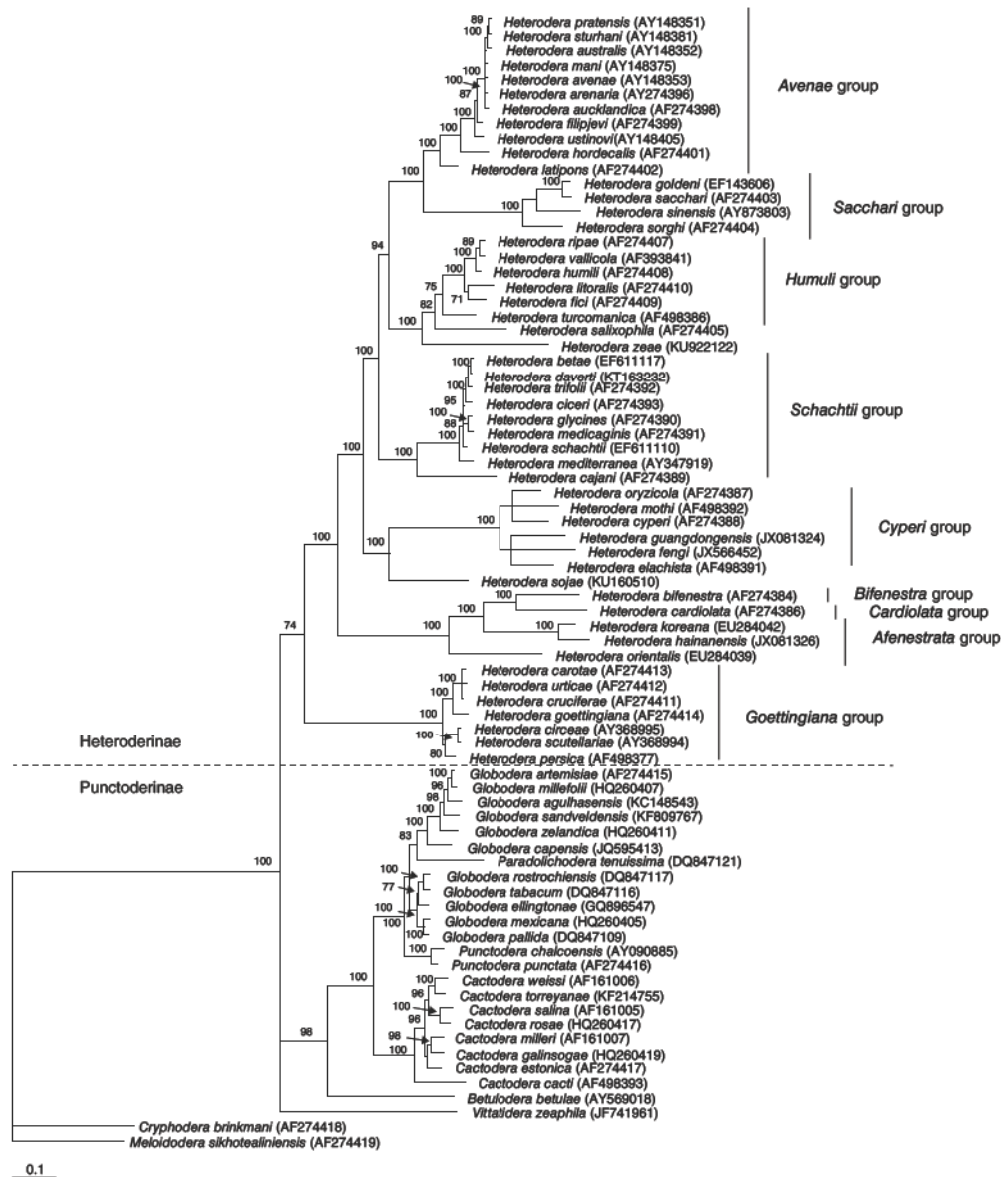 89
Heterodera pratensis (AY148351)
100
Heterodera sturhani (AY148381)
Heterodera australis (AY148352)
100
Heterodera mani (AY148375)
100
Heterodera avenae (AY148353)
Avenae group
87
Heterodera arenaria (AY274396)
100
Heterodera aucklandica (AF274398)
100
Heterodera filipjevi (AF274399)
100
Heterodera ustinovi (AY148405)
Heterodera hordecalis (AF274401)
Heterodera latipons (AF274402)
100
100
Heterodera goldeni (EF143606)
100
Heterodera sacchari (AF274403)
Sacchari group
Heterodera sinensis (AY873803)
Heterodera sorghi (AF274404)
89
Heterodera ripae (AF274407)
94
100
Heterodera vallicola (AF393841)
100
Heterodera humili (AF274408)
Humuli group
75
Heterodera litoralis (AF274410)
71
Heterodera fici (AF274409)
82
Heterodera turcomanica (AF498386)
100
Heterodera salixophila (AF274405)
Heterodera zeae (KU922122)
100
100
Heterodera betae (EF611117)
Heterodera daverti (KT163232)
100
Heterodera trifolii (AF274392)
95
Heterodera ciceri (AF274393)
Schachtii group
100
Heterodera glycines (AF274390)
88
Heterodera medicaginis (AF274391)
100
Heterodera schachtii (EF611110)
100
Heterodera mediterranea (AY347919)
100
Heterodera cajani (AF274389)
Heterodera oryzicola (AF274387)
Heterodera mothi (AF498392)
100
Heterodera cyperi (AF274388)
Cyperi group
Heterodera guangdongensis (JX081324)
100
100
Heterodera fengi (JX566452)
Heterodera elachista (AF498391)
Heterodera sojae (KU160510)
100
Heterodera bifenestra (AF274384)
Bifenestra group
100
Heterodera cardiolata (AF274386)
Cardiolata group
Heterodera koreana (EU284042)
100
100
Heterodera hainanensis (JX081326)
Afenestrata group
74
Heterodera orientalis (EU284039)
Heterodera carotae (AF274413)
100
Heterodera urticae (AF274412)
100
Heterodera cruciferae (AF274411)
100
Heterodera goettingiana (AF274414)
Goettingiana group
100
Heterodera circeae (AY368995)
Heterodera scutellariae (AY368994)
80
Heterodera persica (AF498377)
Heteroderinae
Punctoderinae
100
Globodera artemisiae (AF274415)
96
Globodera millefolii (HQ260407)
98
Globodera agulhasensis (KC148543)
100
Globodera sandveldensis (KF809767)
83
Globodera zelandica (HQ260411)
Globodera capensis (JQ595413)
100
Paradolichodera tenuissima (DQ847121)
100
Globodera rostrochiensis (DQ847117)
77
Globodera tabacum (DQ847116)
Globodera ellingtonae (GQ896547)
100
Globodera mexicana (HQ260405)
100
100
Globodera pallida (DQ847109)
100
Punctodera chalcoensis (AY090885)
Punctodera punctata (AF274416)
100
100
Cactodera weissi (AF161006)
96
Cactodera torreyanae (KF214755)
100
Cactodera salina (AF161005)
96
Cactodera rosae (HQ260417)
98
98
Cactodera milleri (AF161007)
100
Cactodera galinsogae (HQ260419)
Cactodera estonica (AF274417)
Cactodera cacti (AF498393)
Betulodera betulae (AY569018)
Vittatidera zeaphila (JF741961)
Cryphodera brinkmani (AF274418)
Meloidodera sikhotealiniensis (AF274419)
0.1